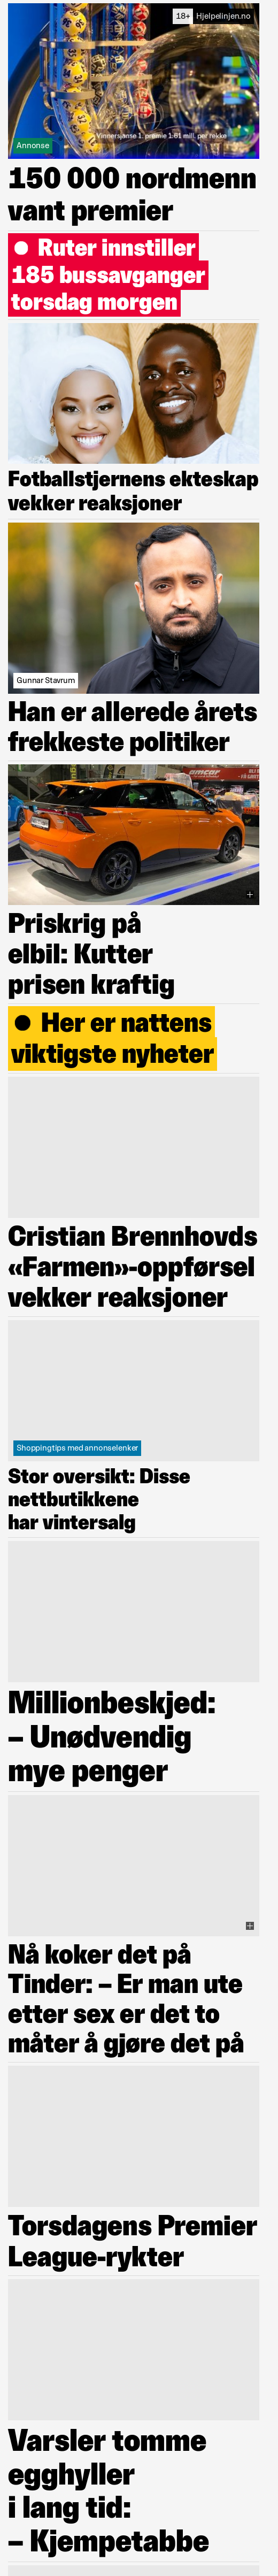 18+ Hjelpelinjen.no
Vinnersjanse 1. premie 1:61 mill. per rekke
Annonse
150 000 nordmenn
vant premier
Ruter innstiller
185 bussavganger
torsdag morgen
Fotballstjernens ekteskap
vekker reaksjoner
Gunnar Stavrum
Han er allerede årets
frekkeste politiker
amcar
Priskrig på
elbil: Kutter
prisen kraftig
Her er nattens
viktigste nyheter
Cristian Brennhovds
«Farmen»-oppførsel
vekker reaksjoner
Shoppingtips med annonselenker
Stor oversikt: Disse
nettbutikkene
har vintersalg
Millionbeskjed:
– Unødvendig
mye penger
Nå koker det på
Tinder: – Er man ute
etter sex er det to
måter å gjøre det på
Torsdagens Premier
League-rykter
Varsler tomme
egghyller
i lang tid:
– Kjempetabbe